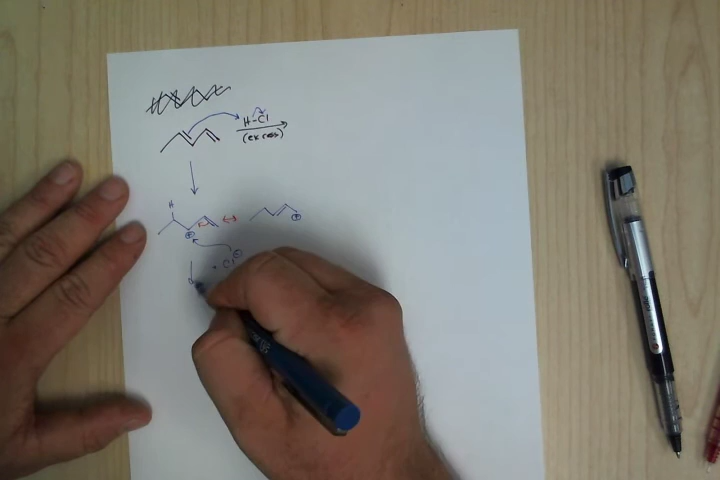 H-Cl
(excess)
H
⊕
⊕
+ Cl⊖